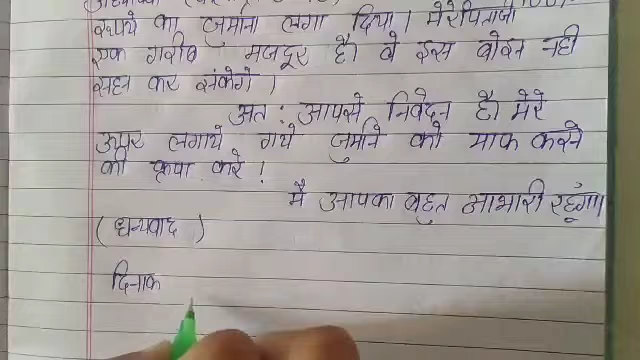 रूपये का जुर्माना लगा दिया। मेरे पिताजी
एक गरीब मजदूर है। वे इस बोझ नही
सहन कर सकेगे।
अत : आपसे निवेदन है। मेरे
ऊपर लगाये गये जुर्माने को माफ करने
की कृपा करे!
मै आपका बहुत आभारी रहूंगा।
(धन्यवाद)
दिनाक